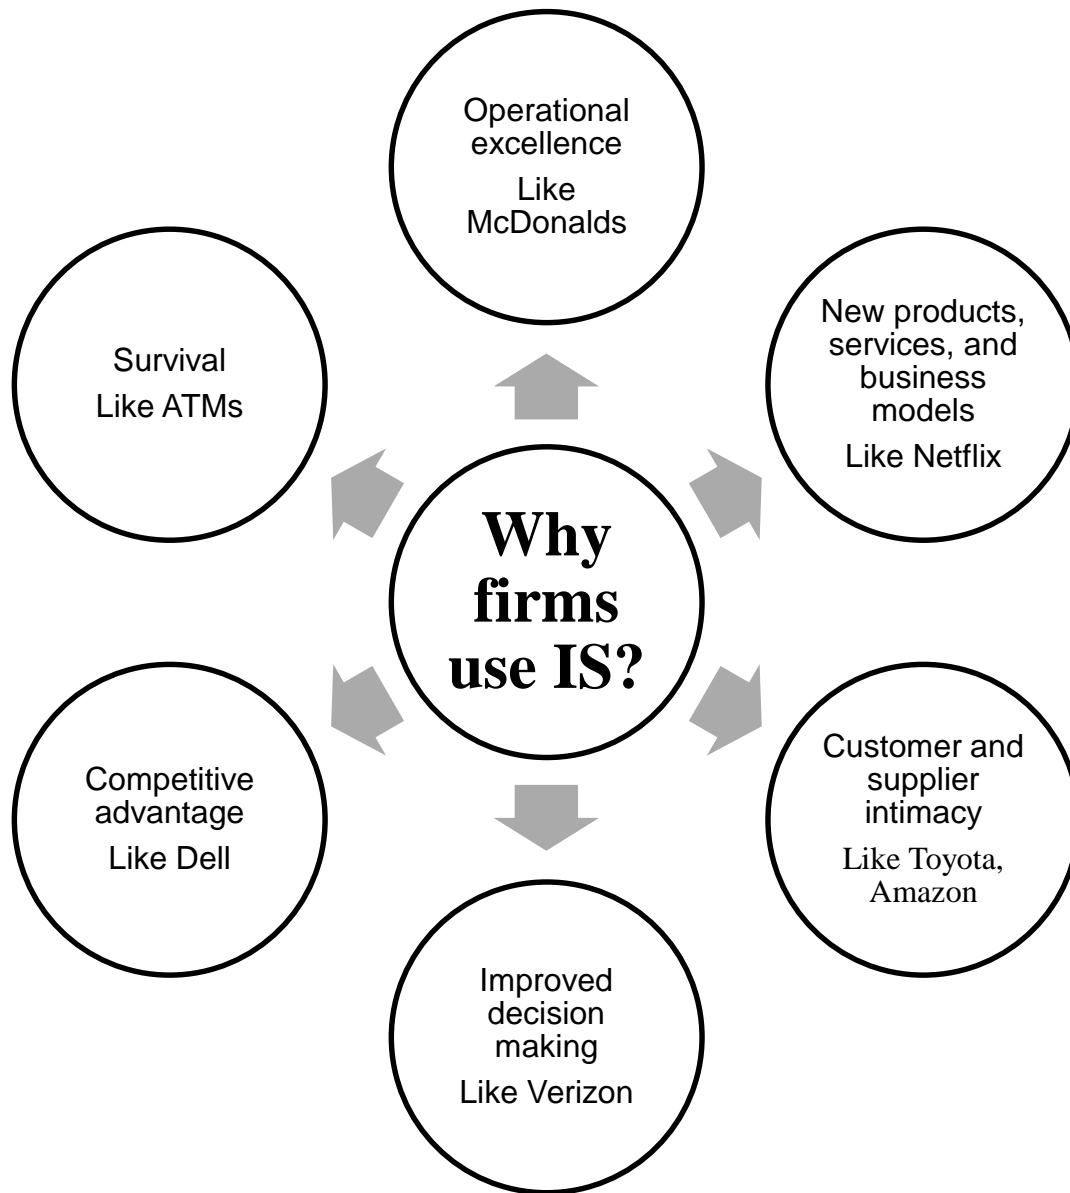 Operational
excellence
Like
McDonalds
New products,
services, and
business
models
Like Netflix
Customer and
supplier
intimacy
Like Toyota,
Amazon
Improved
decision
making
Like Verizon
Competitive
advantage
Like Dell
Survival
Like ATMs
Why
firms
use IS?